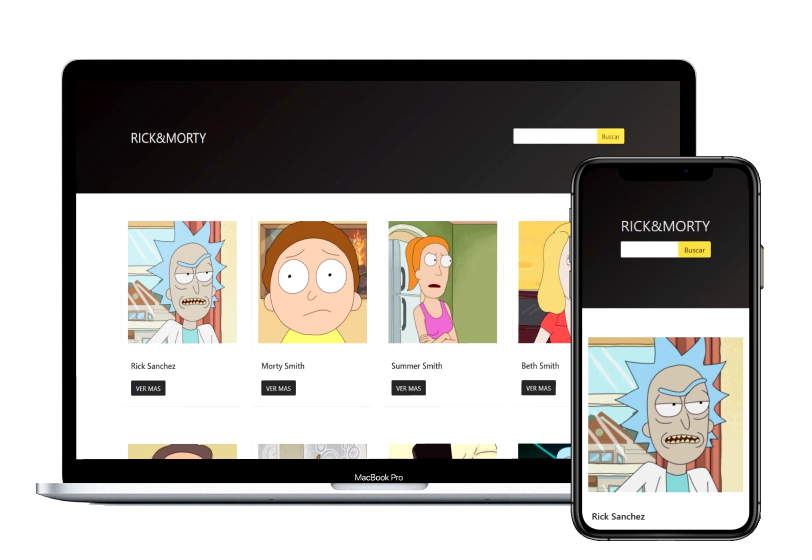 RICK&MORTY
Buscar
Rick Sanchez
VER MAS
Morty Smith
VER MAS
Summer Smith
VER MAS
Beth Smith
VER MAS
MacBook Pro
RICK&MORTY
Buscar
Rick Sanchez